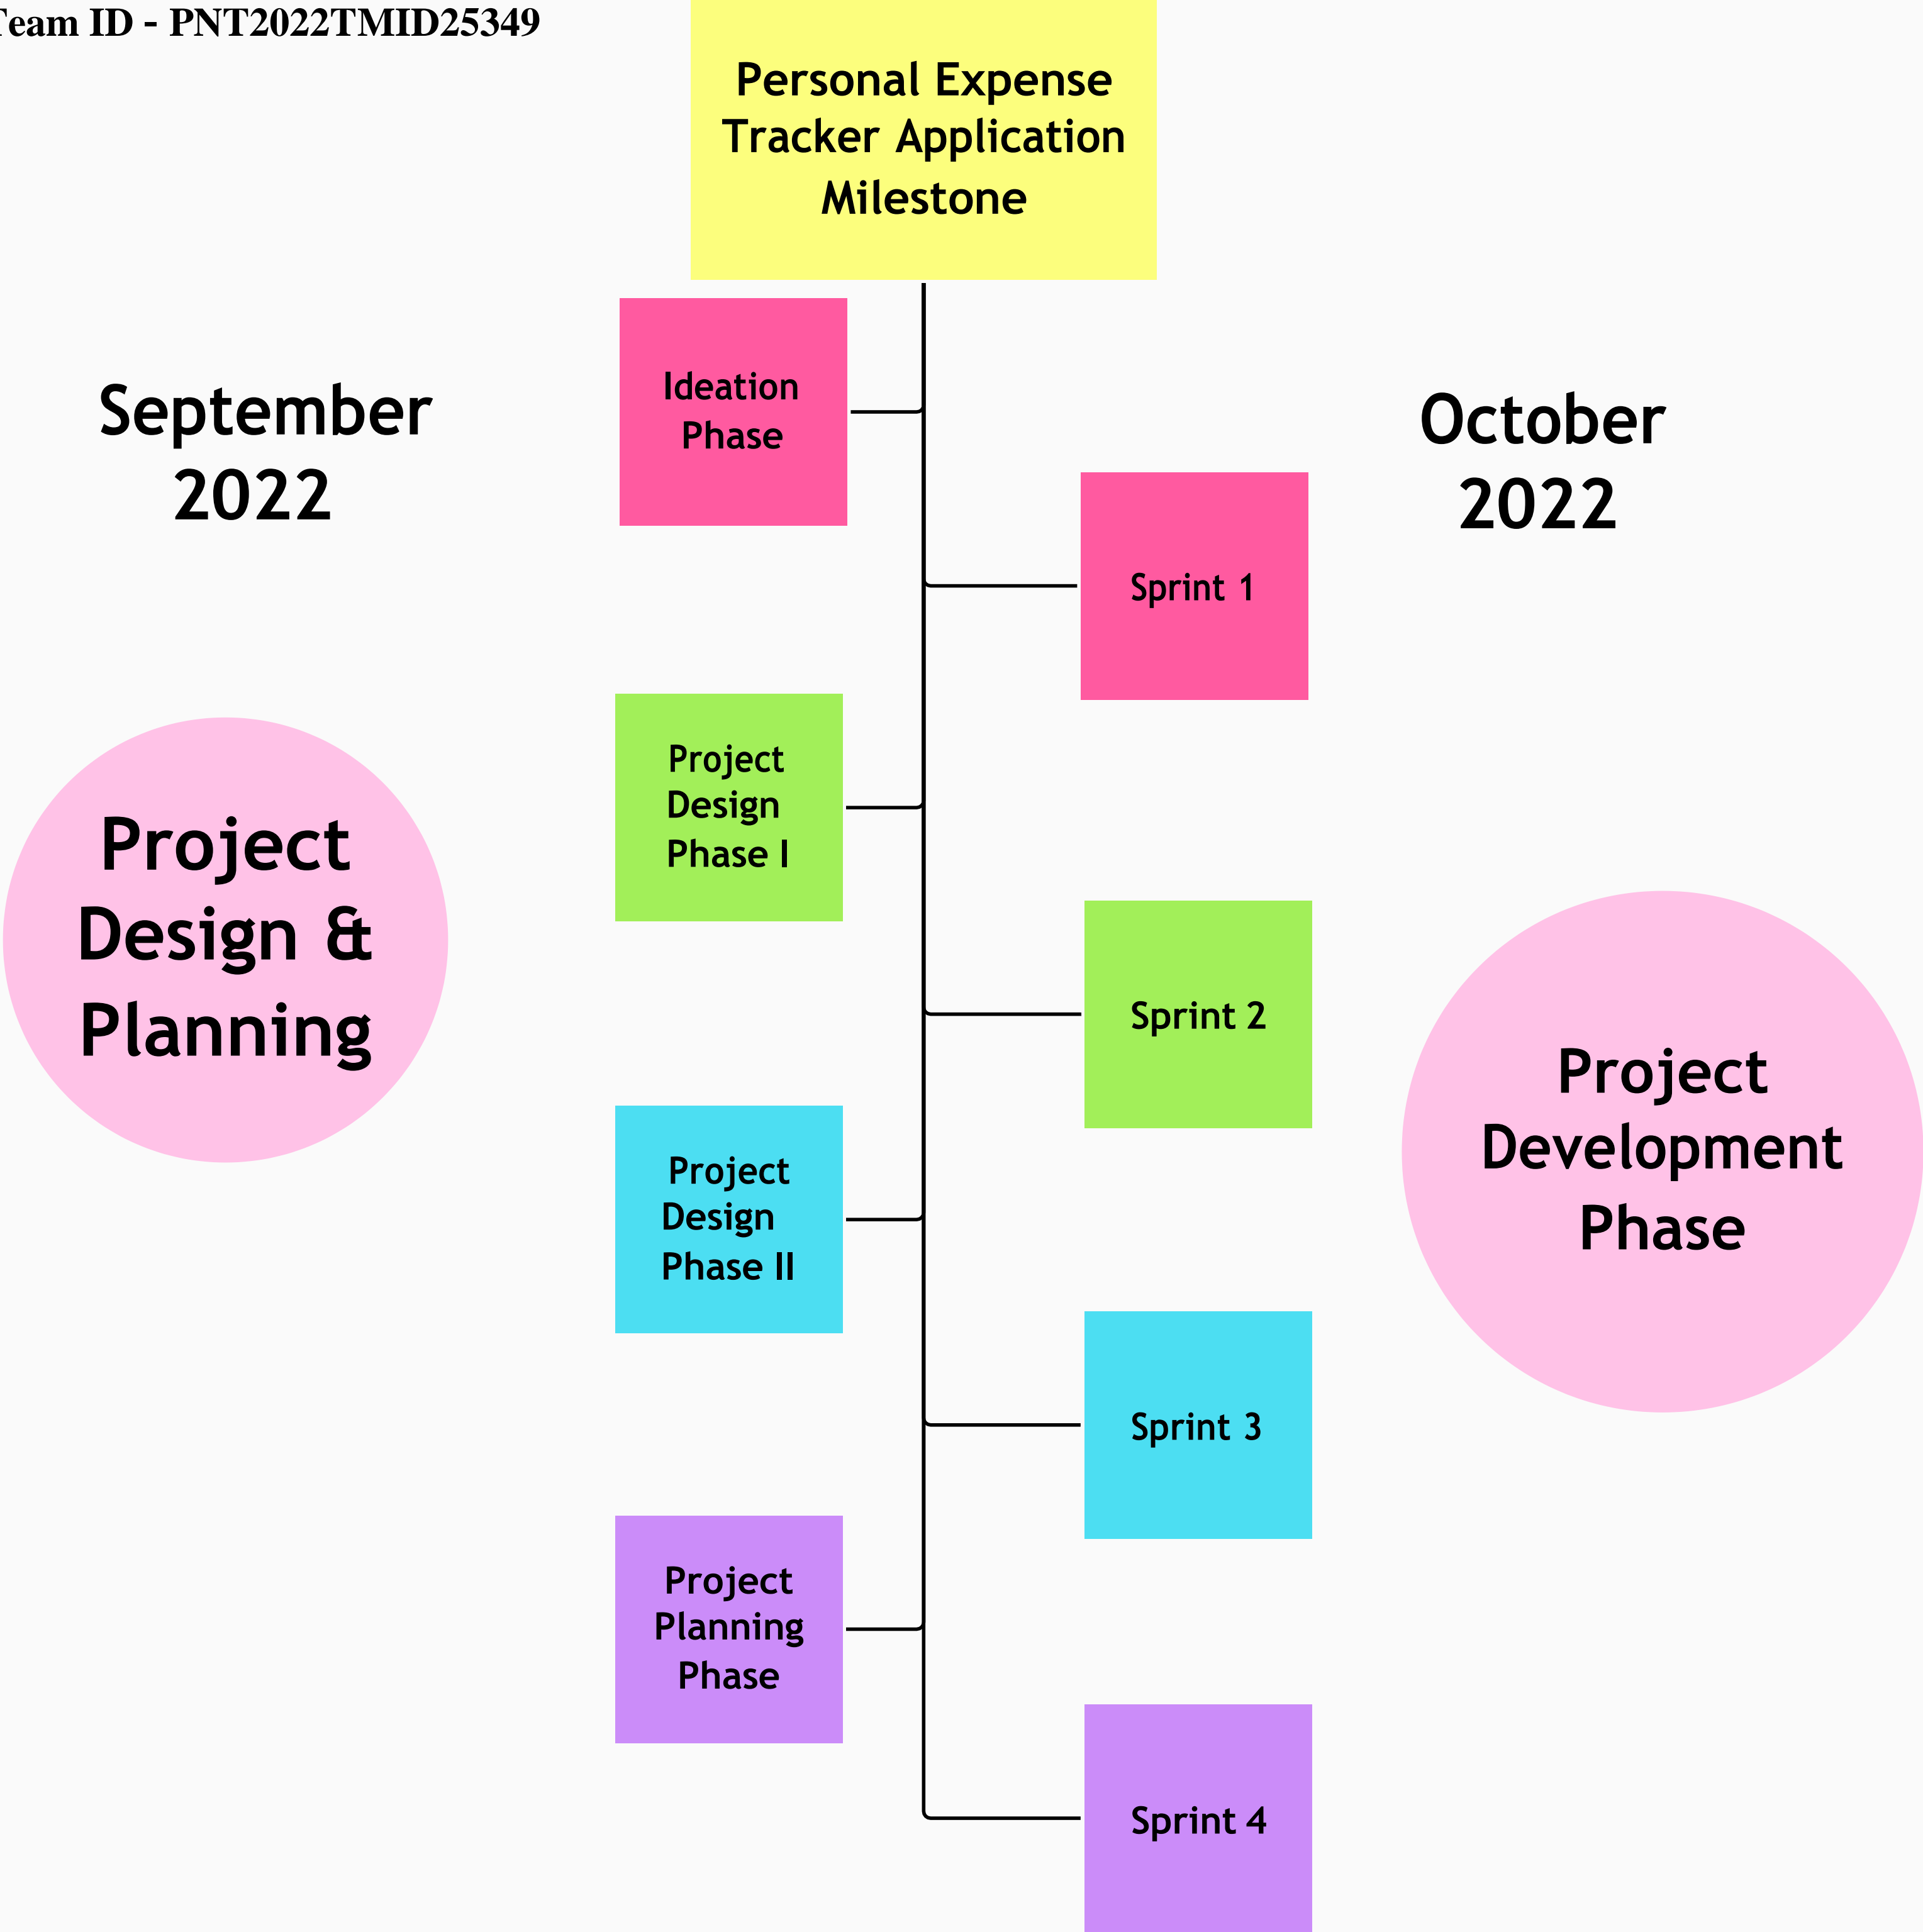 Team ID - PNT2022TMID25349
Personal Expense
Tracker Application
Milestone
September
2022
October
2022
Ideation
Phase
Sprint 1
Project
Design
Phase I
Project
Design &
Planning
Sprint 2
Project
Development
Phase
Project
Design
Phase II
Sprint 3
Project
Planning
Phase
Sprint 4